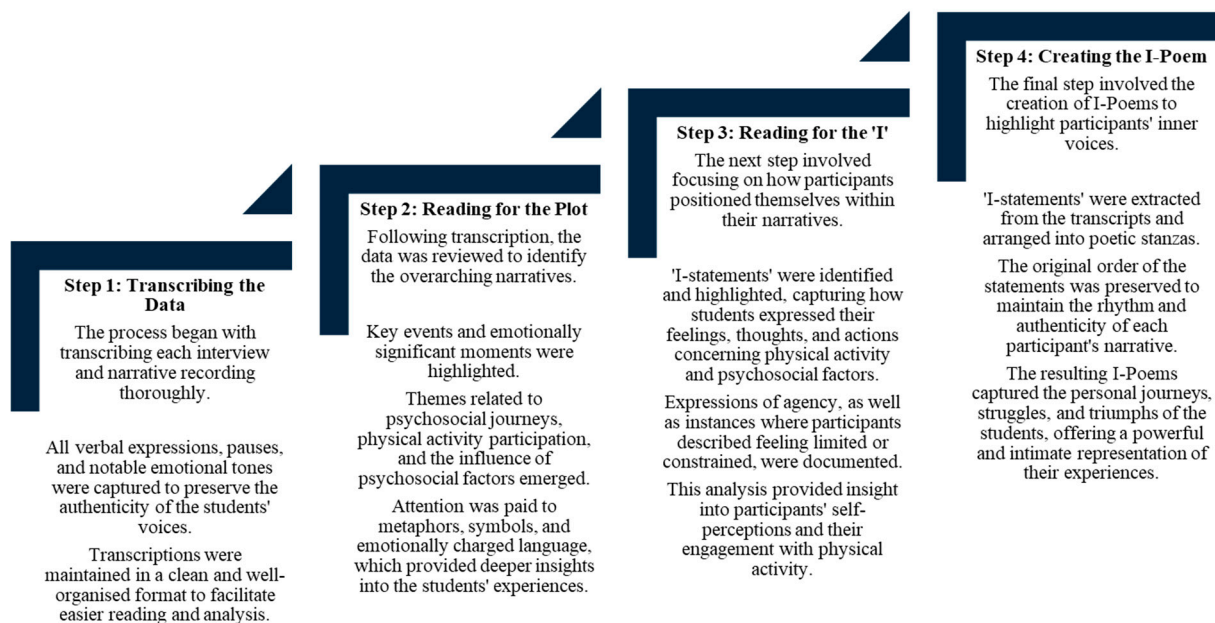 Step 1: Transcribing the
Data
The process began with
transcribing each interview
and narrative recording
thoroughly.
All verbal expressions, pauses,
and notable emotional tones
were captured to preserve the
authenticity of the students'
voices.
Transcriptions were
maintained in a clean and well-
organised format to facilitate
easier reading and analysis.
Step 2: Reading for the Plot
Following transcription, the
data was reviewed to identify
the overarching narratives.
Key events and emotionally
significant moments were
highlighted.
Themes related to
psychosocial journeys,
physical activity participation,
and the influence of
psychosocial factors emerged.
Attention was paid to
metaphors, symbols, and
emotionally charged language,
which provided deeper insights
into the students' experiences.
Step 3: Reading for the 'I'
The next step involved
focusing on how participants
positioned themselves within
their narratives.
'I-statements' were identified
and highlighted, capturing how
students expressed their
feelings, thoughts, and actions
concerning physical activity
and psychosocial factors.
Expressions of agency, as well
as instances where participants
described feeling limited or
constrained, were documented.
This analysis provided insight
into participants' self-
perceptions and their
engagement with physical
activity.
Step 4: Creating the I-Poem
The final step involved the
creation of I-Poems to
highlight participants' inner
voices.
'I-statements' were extracted
from the transcripts and
arranged into poetic stanzas.
The original order of the
statements was preserved to
maintain the rhythm and
authenticity of each
participant's narrative.
The resulting I-Poems
captured the personal journeys,
struggles, and triumphs of the
students, offering a powerful
and intimate representation of
their experiences.